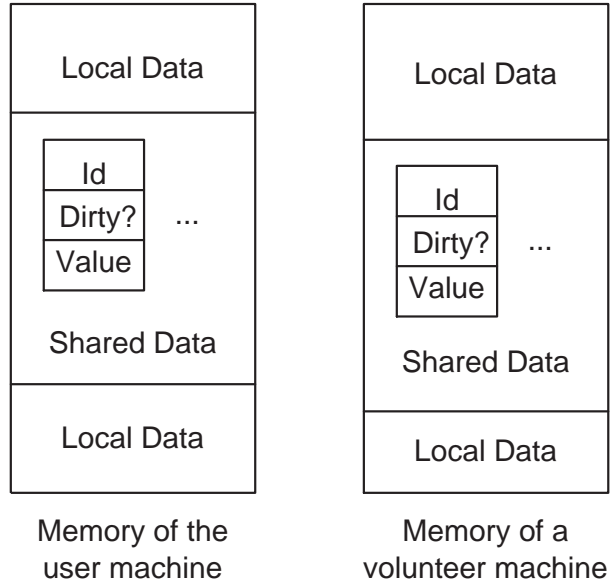 Local Data
Id
Dirty?
...
Value
Shared Data
Local Data
Memory of the
user machine
Local Data
Id
Dirty?
...
Value
Shared Data
Local Data
Memory of a
volunteer machine